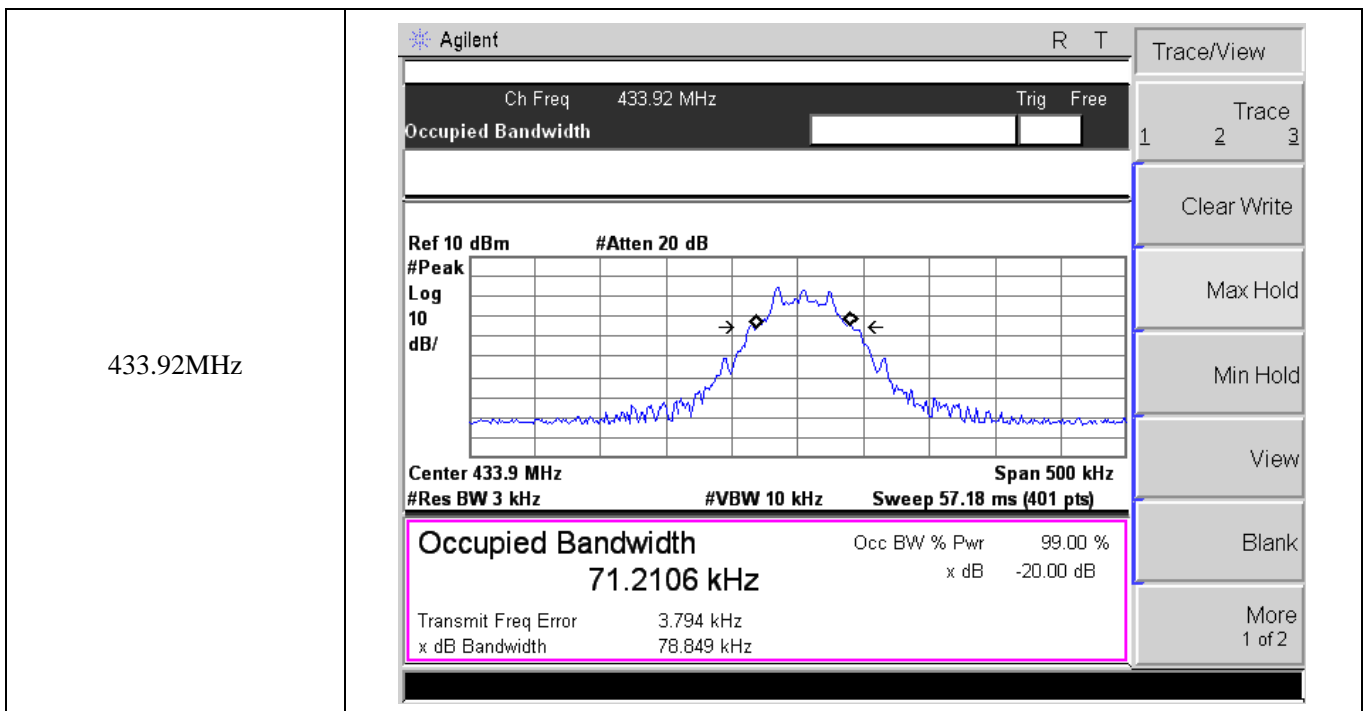 433.92MHz
Agilent R T
Ch Freq 433.92 MHz Trig Free
Occupied Bandwidth
Ref 10 dBm #Atten 20 dB
#Peak
Log
10
dB/
Center 433.9 MHz Span 500 kHz
#Res BW 3 kHz #VBW 10 kHz Sweep 57.18 ms (401 pts)
Occupied Bandwidth Occ BW % Pwr 99.00 %
71.2106 kHz x dB -20.00 dB
Transmit Freq Error 3.794 kHz
x dB Bandwidth 78.849 kHz
Trace/View
Trace
1 2 3
Clear Write
Max Hold
Min Hold
View
Blank
More
1 of 2